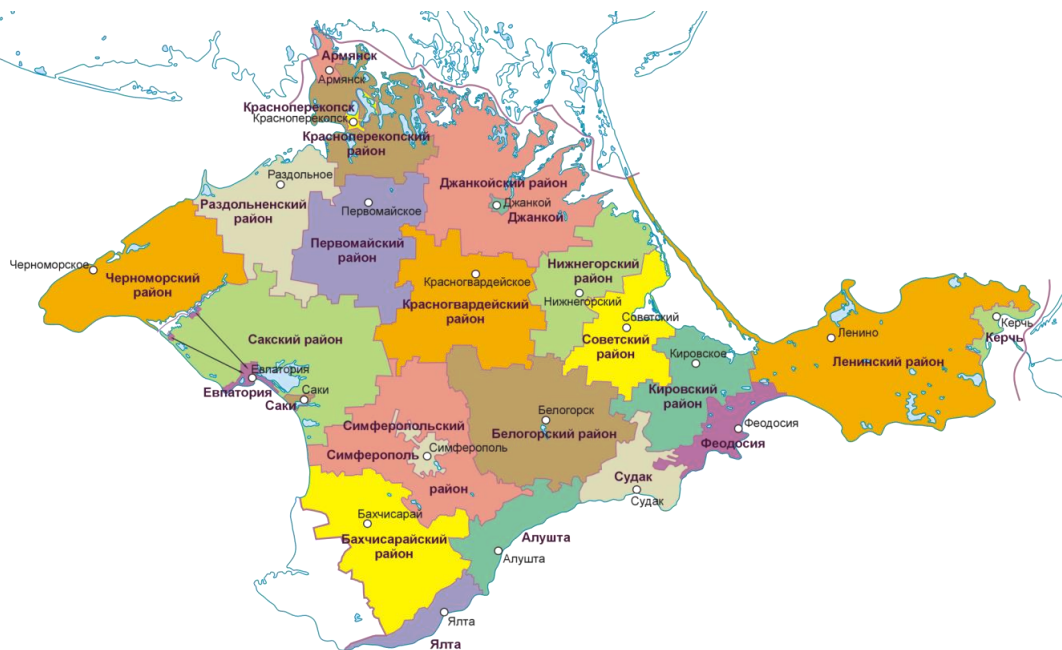 Армянск
Армянск
Красноперекопск
Красноперекопск
Красноперекопский
район
Раздольное
Раздольненский
район
Джанкойский район
Джанкой
Джанкой
Первомайское
Первомайский
район
Черноморское
Черноморский
район
Нижнегорский
район
Нижнегорский
Красногвардейское
Красногвардейский
район
Советский
Советский
район
Сакский район
Ленино
Ленинский район
Керчь
Керчь
Кировское
Кировский
район
Евпатория
Евпатория
Саки
Саки
Симферопольский
Симферополь
Симферополь
район
Белогорск
Белогорский район
Феодосия
Феодосия
Судак
Судак
Бахчисарай
Бахчисарайский
район
Алушта
Алушта
Ялта
Ялта